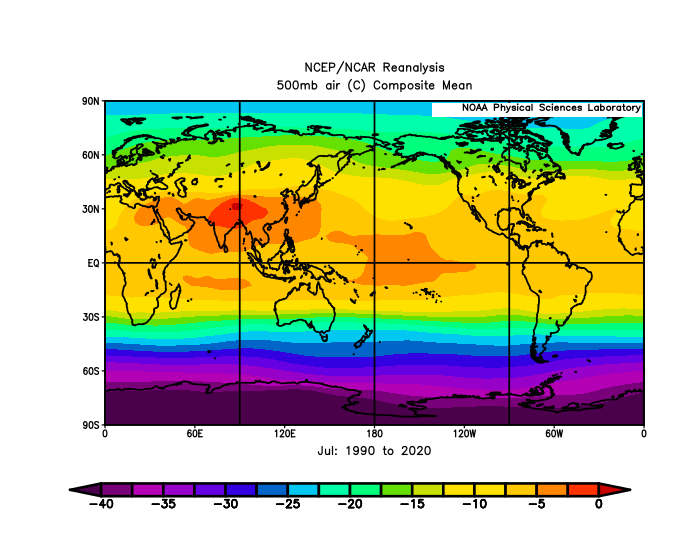 NCEP/NCAR Reanalysis
500mb air (C) Composite Mean
NOAA Physical Sciences Laboratory
90N
60N
30N
EQ
30S
60S
90S
0 60E 120E 180 120W 60W 0
Jul: 1990 to 2020
−40 −35 −30 −25 −20 −15 −10 −5 0